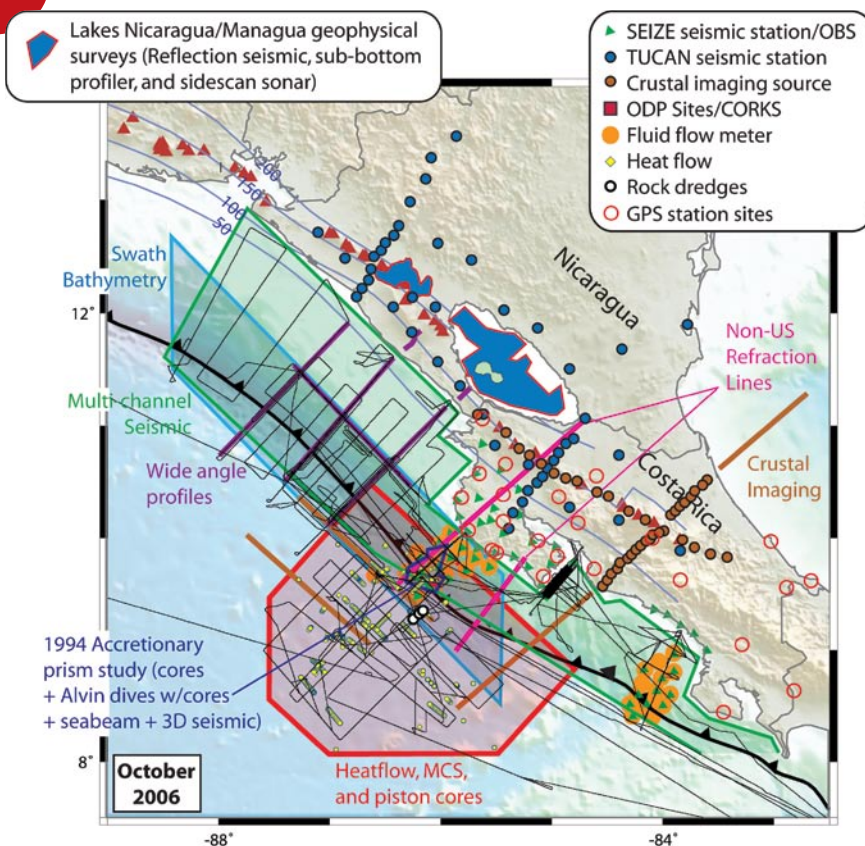 Lakes Nicaragua/Managua geophysical
surveys (Reflection seismic, sub-bottom
profiler, and sidescan sonar)
SEIZE seismic station/OBS
TUCAN seismic station
Crustal imaging source
ODP Sites/CORKS
Fluid flow meter
Heat flow
Rock dredges
GPS station sites
200
150
100
50
Swath
Bathymetry
Nicaragua
12°
Non-US
Refraction
Lines
Multi-channel
Seismic
Wide angle
profiles
Costa Rica
Crustal
Imaging
1994 Accretionary
prism study (cores
+ Alvin dives w/cores
+ seabeam + 3D seismic)
8°
October
2006
Heatflow, MCS,
and piston cores
-88°
-84°